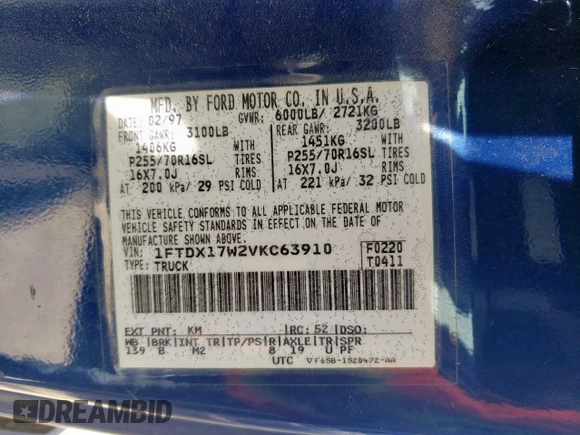 MFD. BY FORD MOTOR CO. IN U.S.A.
DATE: 02/97 GVWR: 6000LB/ 2721KG
FRONT GAWR: 3100LB REAR GAWR: 3200LB
1406KG WITH 1451KG WITH
P255/70R16SL TIRES P255/70R16SL TIRES
16X7.0J RIMS 16X7.0J RIMS
AT 200 kPa/ 29 PSI COLD AT 221 kPa/ 32 PSI COLD
THIS VEHICLE CONFORMS TO ALL APPLICABLE FEDERAL MOTOR
VEHICLE SAFETY STANDARDS IN EFFECT ON THE DATE OF
MANUFACTURE SHOWN ABOVE.
VIN: 1FTDX17W2VKC63910 F0220
TYPE: TRUCK T0411
EXT PNT: KM RC: 52 DSO:
WB BRK INT TR TP/PS R AXLE TR SPR
139 B M2 8 19 U PF
UTC ▽F65B-1520472-AA
DREAMBID